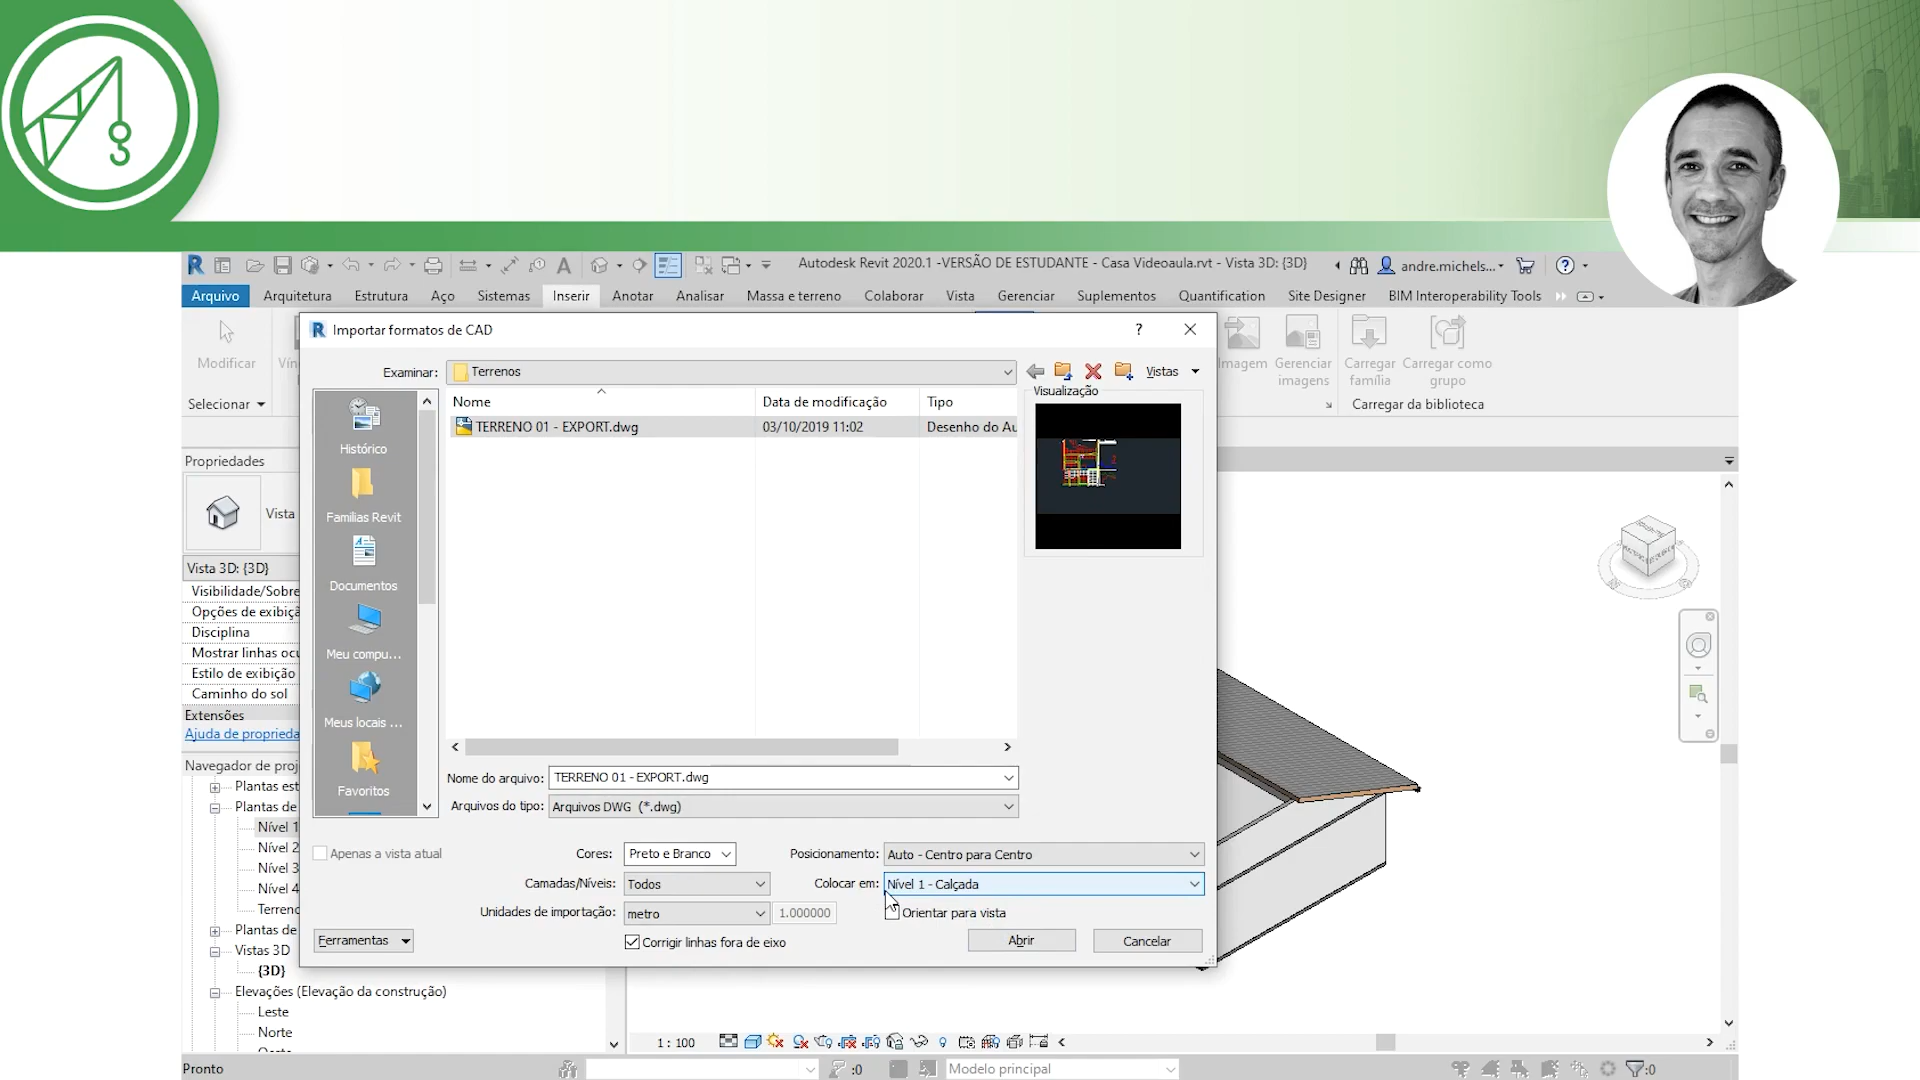 Autodesk Revit 2020.1 -VERSÃO DE ESTUDANTE - Casa Videoaula.rvt - Vista 3D: {3D}
andre.michels...
Arquivo Arquitetura Estrutura Aço Sistemas Inserir Anotar Analisar Massa e terreno Colaborar Vista Gerenciar Suplementos Quantification Site Designer BIM Interoperability Tools
Modificar
Selecionar
Imagem
Gerenciar imagens
Carregar família
Carregar como grupo
Carregar da biblioteca
Importar formatos de CAD
Examinar: Terrenos
Vistas
Visualização
Nome Data de modificação Tipo
TERRENO 01 - EXPORT.dwg 03/10/2019 11:02 Desenho do Au
Histórico
Familias Revit
Documentos
Meu compu...
Meus locais ...
Favoritos
Nome do arquivo: TERRENO 01 - EXPORT.dwg
Arquivos do tipo: Arquivos DWG (*.dwg)
Apenas a vista atual
Cores: Preto e Branco
Posicionamento: Auto - Centro para Centro
Camadas/Níveis: Todos
Colocar em: Nível 1 - Calçada
Unidades de importação: metro 1.000000
Orientar para vista
Corrigir linhas fora de eixo
Ferramentas
Abrir
Cancelar
Propriedades
Vista
Vista 3D: {3D}
Visibilidade/Sobre
Opções de exibiçã
Disciplina
Mostrar linhas ocu
Estilo de exibição
Caminho do sol
Extensões
Ajuda de proprieda
Navegador de proj
Plantas est
Plantas de
Nível 1
Nível 2
Nível 3
Nível 4
Terreno
Plantas de
Vistas 3D
{3D}
Elevações (Elevação da construção)
Leste
Norte
1 : 100
Pronto
:0
Modelo principal
:0